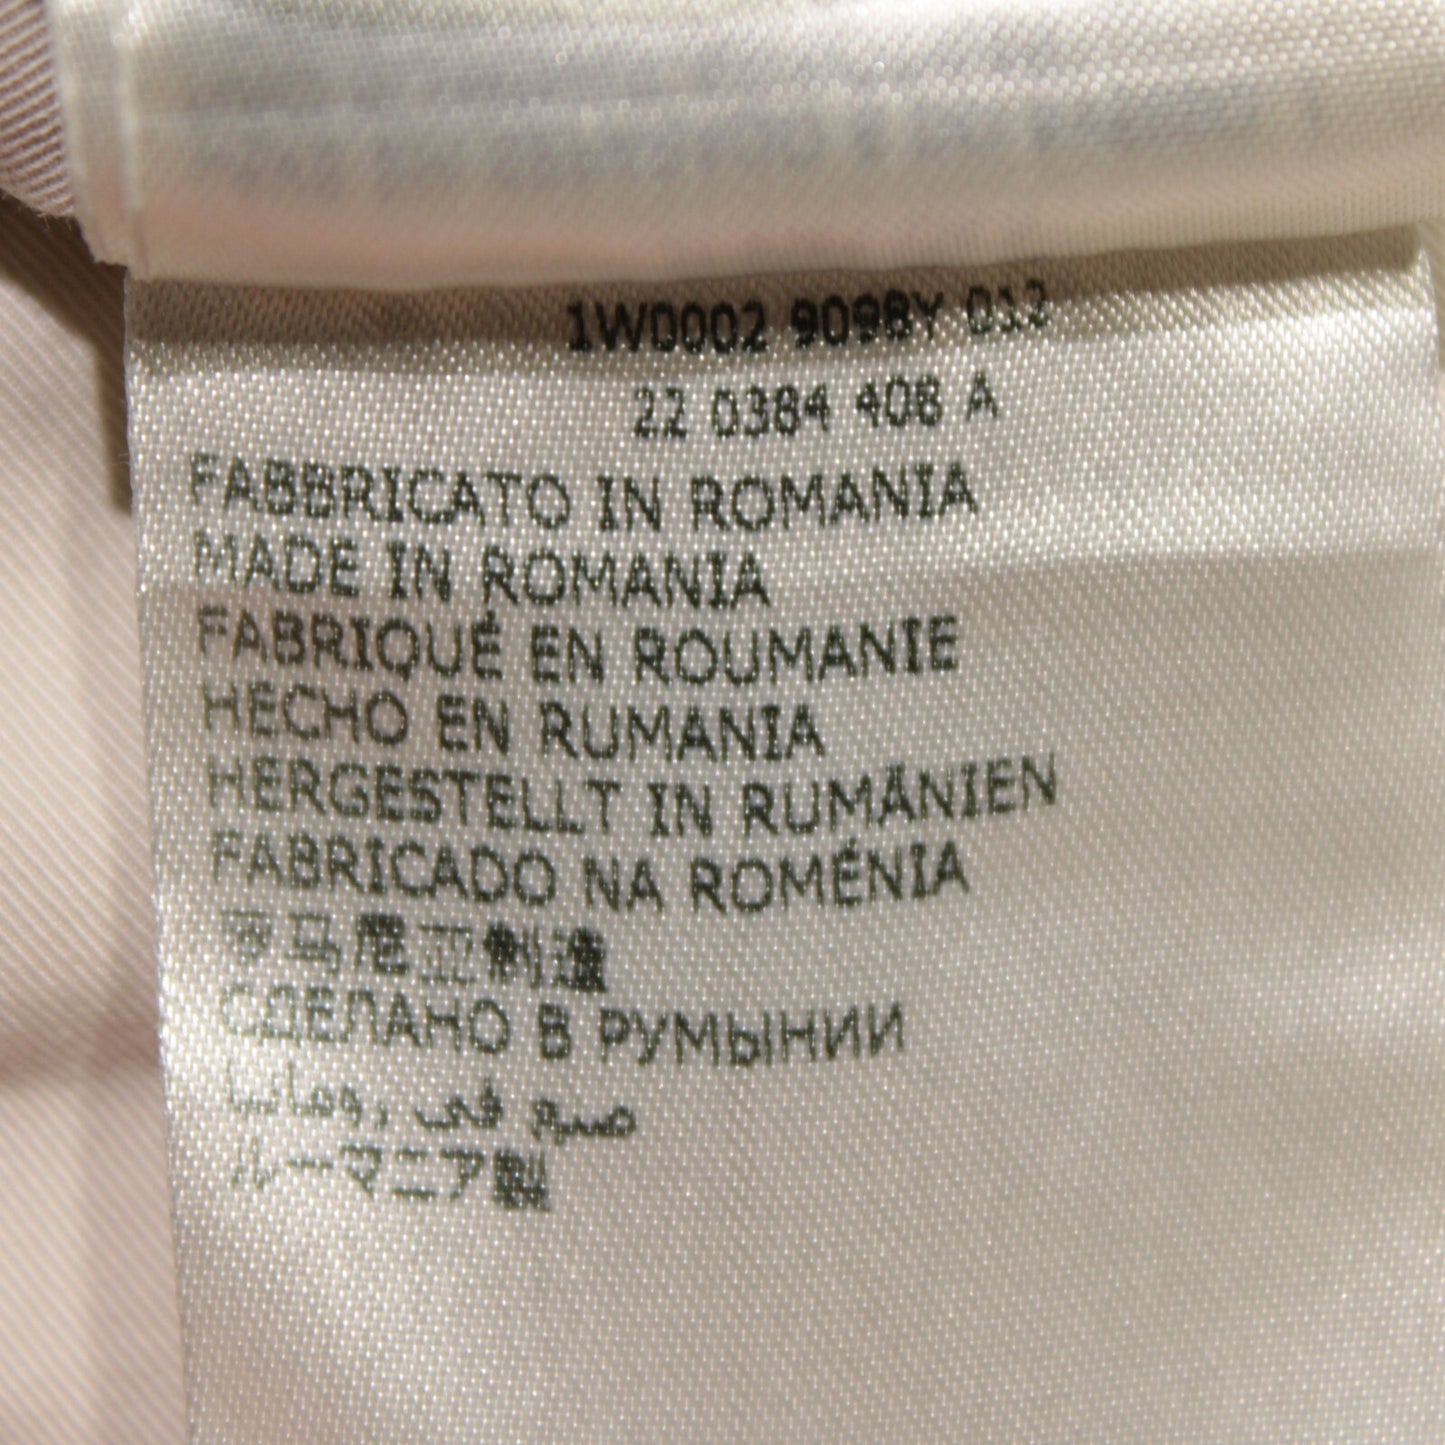 1W0002 9098Y 012
22 0384 408 A
FABBRICATO IN ROMANIA
MADE IN ROMANIA
FABRIQUÉ EN ROUMANIE
HECHO EN RUMANIA
HERGESTELLT IN RUMÄNIEN
FABRICADO NA ROMÉNIA
罗马尼亚制造
СДЕЛАНО В РУМЫНИИ
صنع في رومانيا
ルーマニア製